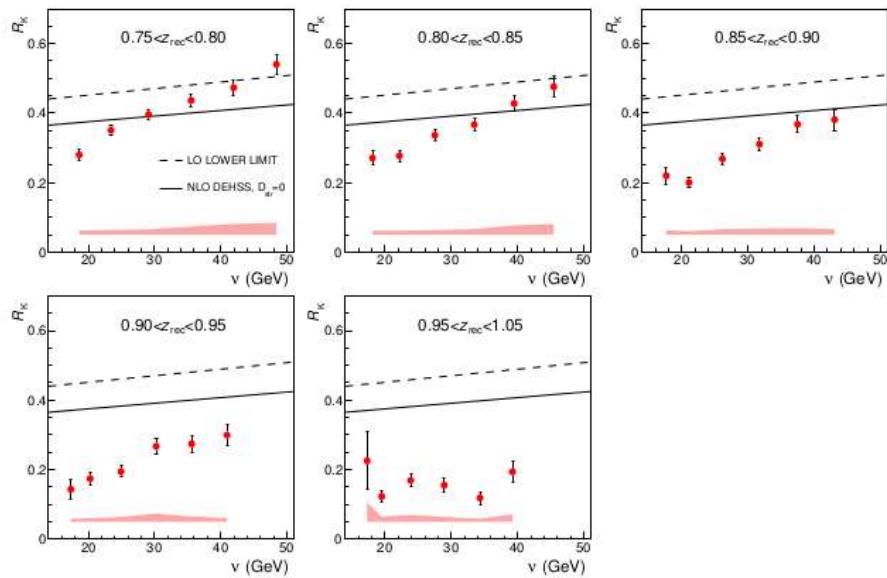 R_K
0.6
0.4
0.2
0
0.75<z_rec<0.80
LO LOWER LIMIT
NLO DEHSS, D_str=0
20 30 40 50
ν (GeV)
R_K
0.6
0.4
0.2
0
0.80<z_rec<0.85
20 30 40 50
ν (GeV)
R_K
0.6
0.4
0.2
0
0.85<z_rec<0.90
20 30 40 50
ν (GeV)
R_K
0.6
0.4
0.2
0
0.90<z_rec<0.95
20 30 40 50
ν (GeV)
R_K
0.6
0.4
0.2
0
0.95<z_rec<1.05
20 30 40 50
ν (GeV)